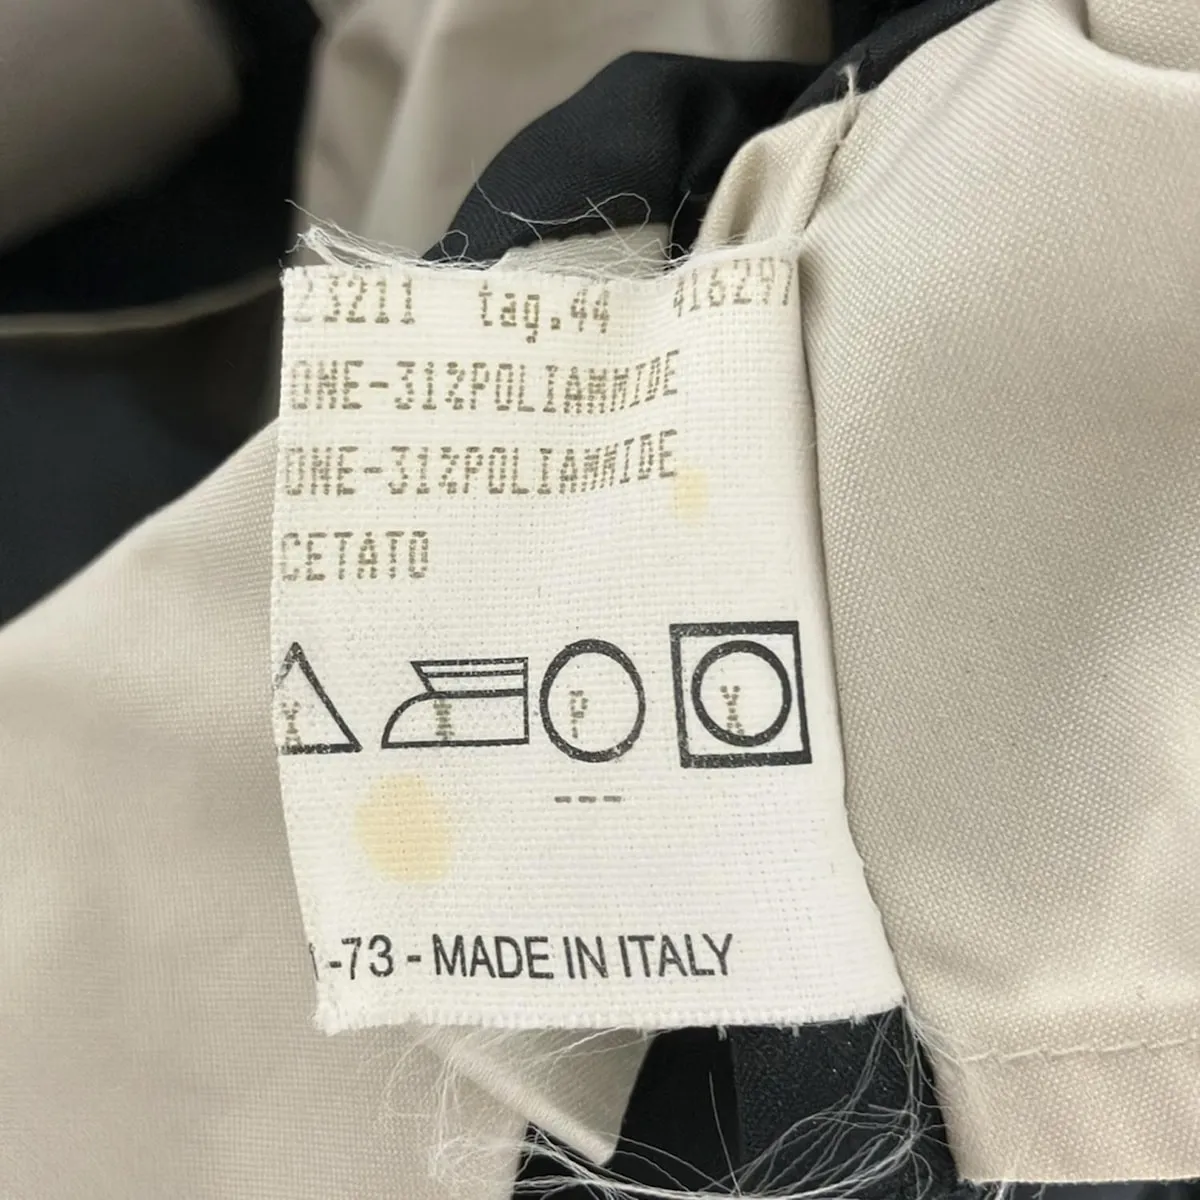 23211 tag.44 416297
ONE-31%POLIAMMIDE
ONE-31%POLIAMMIDE
CETATO
X X P X
---
-73 - MADE IN ITALY